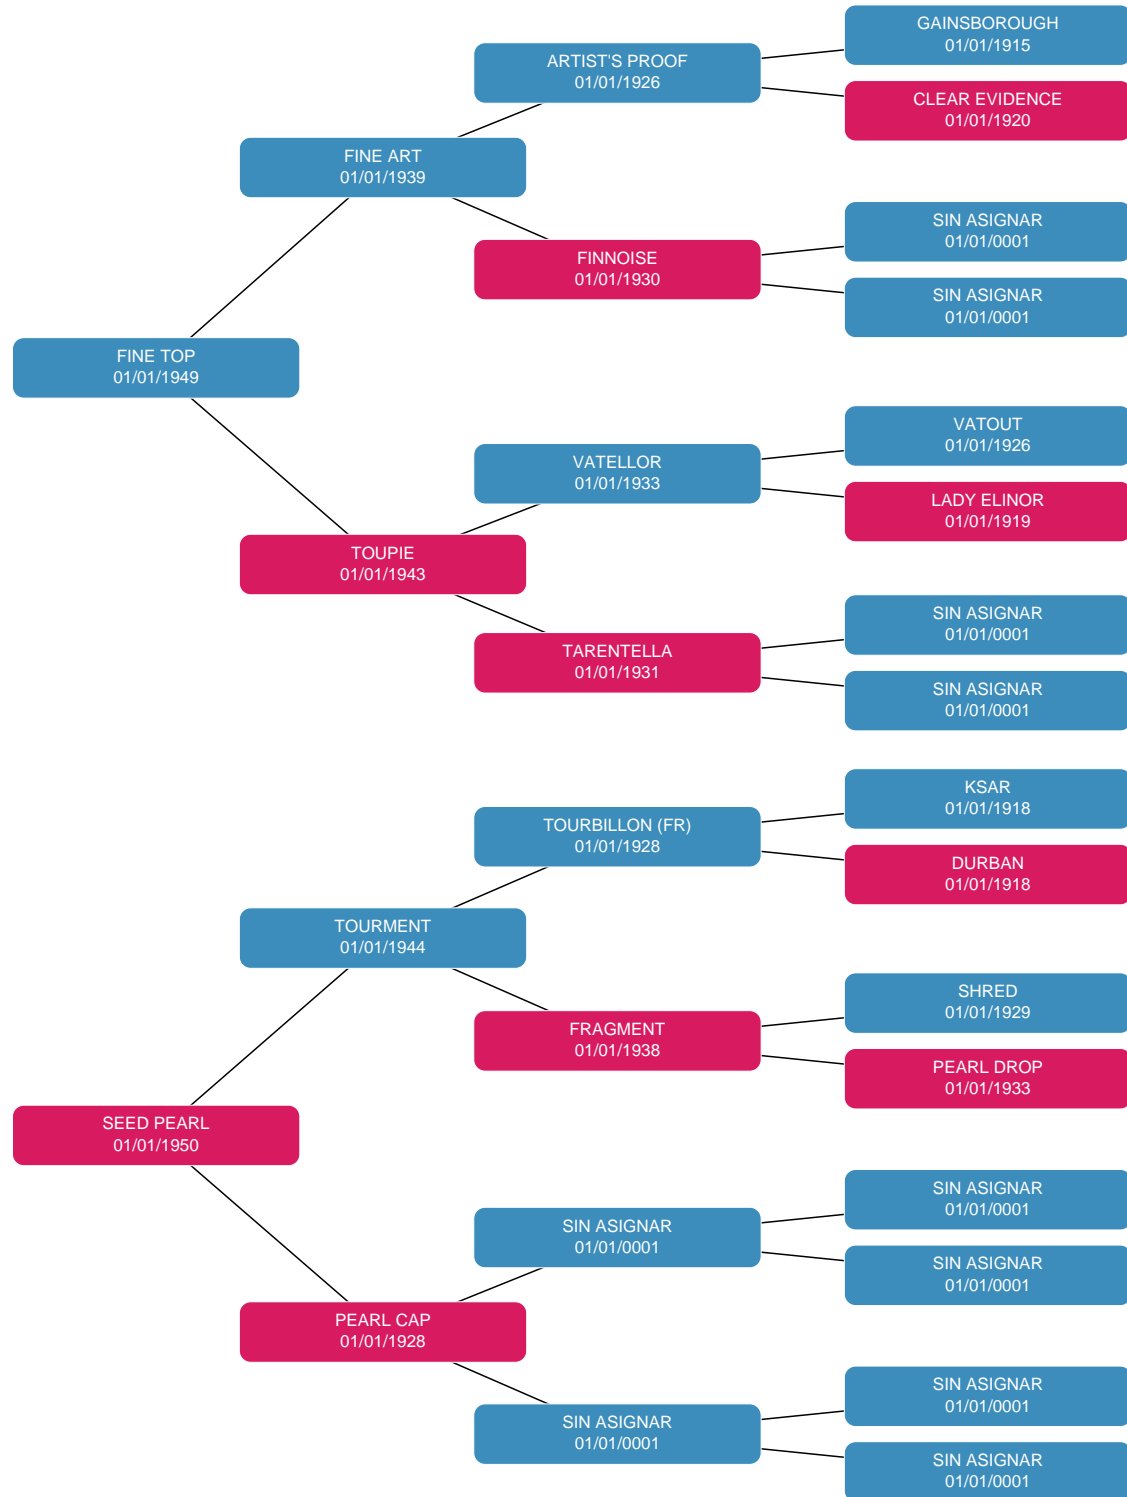 GAINSBOROUGH
01/01/1915
ARTIST'S PROOF
01/01/1926
CLEAR EVIDENCE
01/01/1920
FINE ART
01/01/1939
SIN ASIGNAR
01/01/0001
FINNOISE
01/01/1930
SIN ASIGNAR
01/01/0001
FINE TOP
01/01/1949
VATOUT
01/01/1926
VATELLOR
01/01/1933
LADY ELINOR
01/01/1919
TOUPIE
01/01/1943
SIN ASIGNAR
01/01/0001
TARENTELLA
01/01/1931
SIN ASIGNAR
01/01/0001
KSAR
01/01/1918
TOURBILLON (FR)
01/01/1928
DURBAN
01/01/1918
TOURMENT
01/01/1944
SHRED
01/01/1929
FRAGMENT
01/01/1938
PEARL DROP
01/01/1933
SEED PEARL
01/01/1950
SIN ASIGNAR
01/01/0001
SIN ASIGNAR
01/01/0001
SIN ASIGNAR
01/01/0001
PEARL CAP
01/01/1928
SIN ASIGNAR
01/01/0001
SIN ASIGNAR
01/01/0001
SIN ASIGNAR
01/01/0001